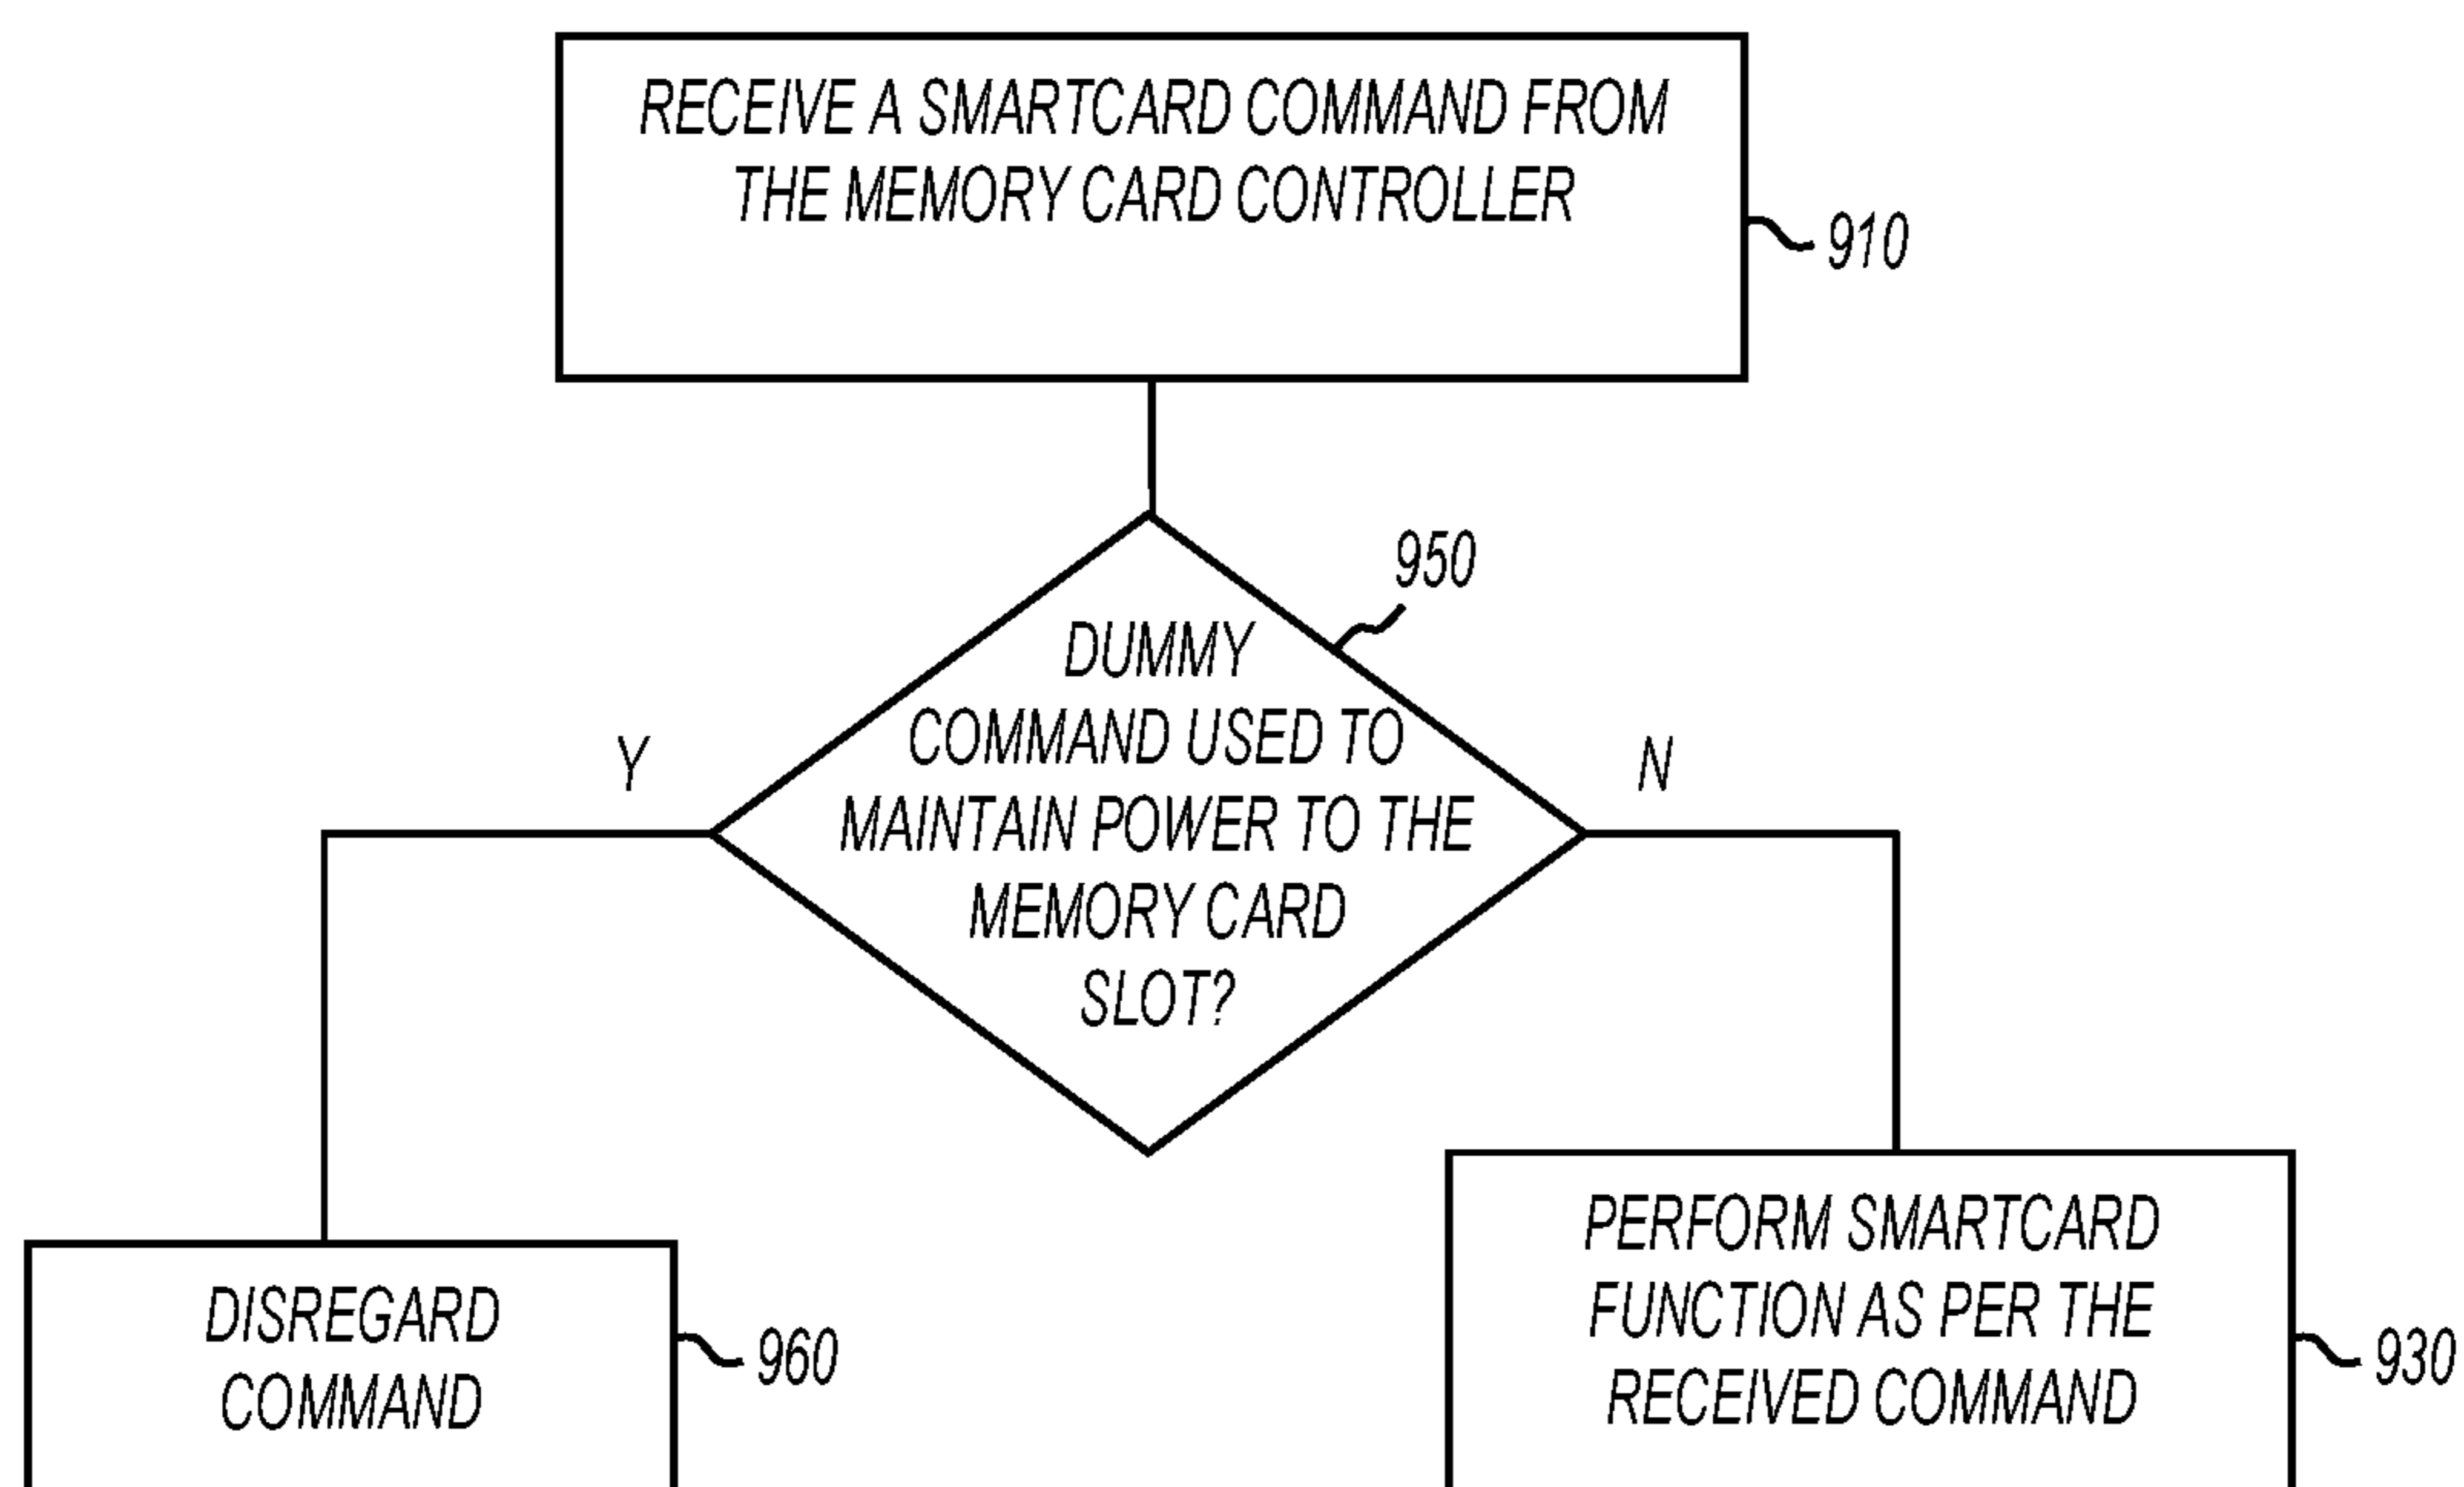 RECEIVE A SMARTCARD COMMAND FROM
THE MEMORY CARD CONTROLLER
910
950
DUMMY
COMMAND USED TO
MAINTAIN POWER TO THE
MEMORY CARD
SLOT?
Y
N
DISREGARD
COMMAND
960
PERFORM SMARTCARD
FUNCTION AS PER THE
RECEIVED COMMAND
930